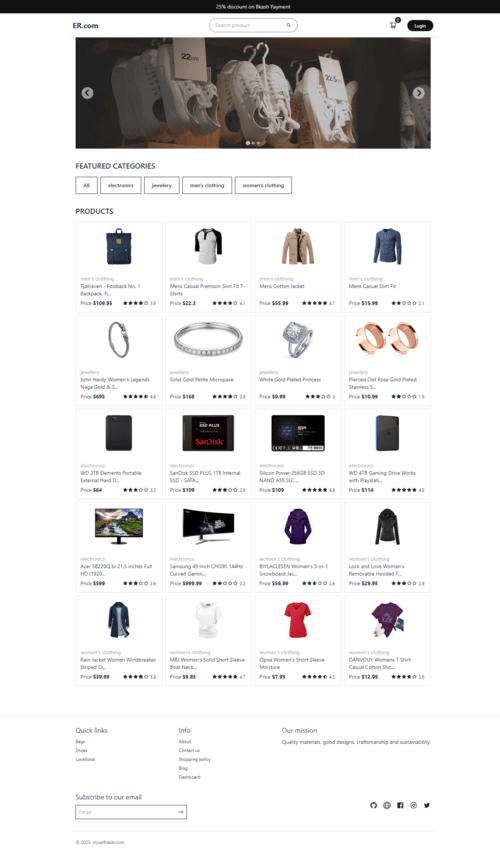 25% discount on Bkash Payment
ER.com
Search product
0
Login
22cm
22.5cm
FEATURED CATEGORIES
All
electronics
jewelery
men's clothing
women's clothing
PRODUCTS
men's clothing
Fjallraven - Foldsack No. 1
Backpack, Fi...
Price $109.95
3.9
men's clothing
Mens Casual Premium Slim Fit T-
Shirts
Price $22.3
4.1
men's clothing
Mens Cotton Jacket
Price $55.99
4.7
men's clothing
Mens Casual Slim Fit
Price $15.99
2.1
jewelery
John Hardy Women's Legends
Naga Gold & S...
Price $695
4.6
jewelery
Solid Gold Petite Micropave
Price $168
3.9
jewelery
White Gold Plated Princess
Price $9.99
3
jewelery
Pierced Owl Rose Gold Plated
Stainless S...
Price $10.99
1.9
electronics
WD 2TB Elements Portable
External Hard D...
Price $64
3.3
SSD PLUS
SanDisk
electronics
SanDisk SSD PLUS 1TB Internal
SSD - SATA...
Price $109
2.9
electronics
Silicon Power 256GB SSD 3D
NAND A55 SLC ...
Price $109
4.8
electronics
WD 4TB Gaming Drive Works
with Playstati...
Price $114
4.8
electronics
Acer SB220Q bi 21.5 inches Full
HD (1920...
Price $599
2.9
electronics
Samsung 49-Inch CHG90 144Hz
Curved Gamin...
Price $999.99
2.2
women's clothing
BIYLACLESEN Women's 3-in-1
Snowboard Jac...
Price $56.99
2.6
women's clothing
Lock and Love Women's
Removable Hooded F...
Price $29.95
2.9
women's clothing
Rain Jacket Women Windbreaker
Striped Cl...
Price $39.99
3.8
women's clothing
MBJ Women's Solid Short Sleeve
Boat Neck...
Price $9.85
4.7
women's clothing
Opna Women's Short Sleeve
Moisture
Price $7.95
4.5
women's clothing
DANVOUY Womens T Shirt
Casual Cotton Sho...
Price $12.99
3.6
Quick links
Bags
Shoes
Lookbook
Info
About
Contact us
Shopping policy
Blog
Dashboard
Our mission
Quality materials, good designs, craftsmanship and sustainability.
Subscribe to our email
Email